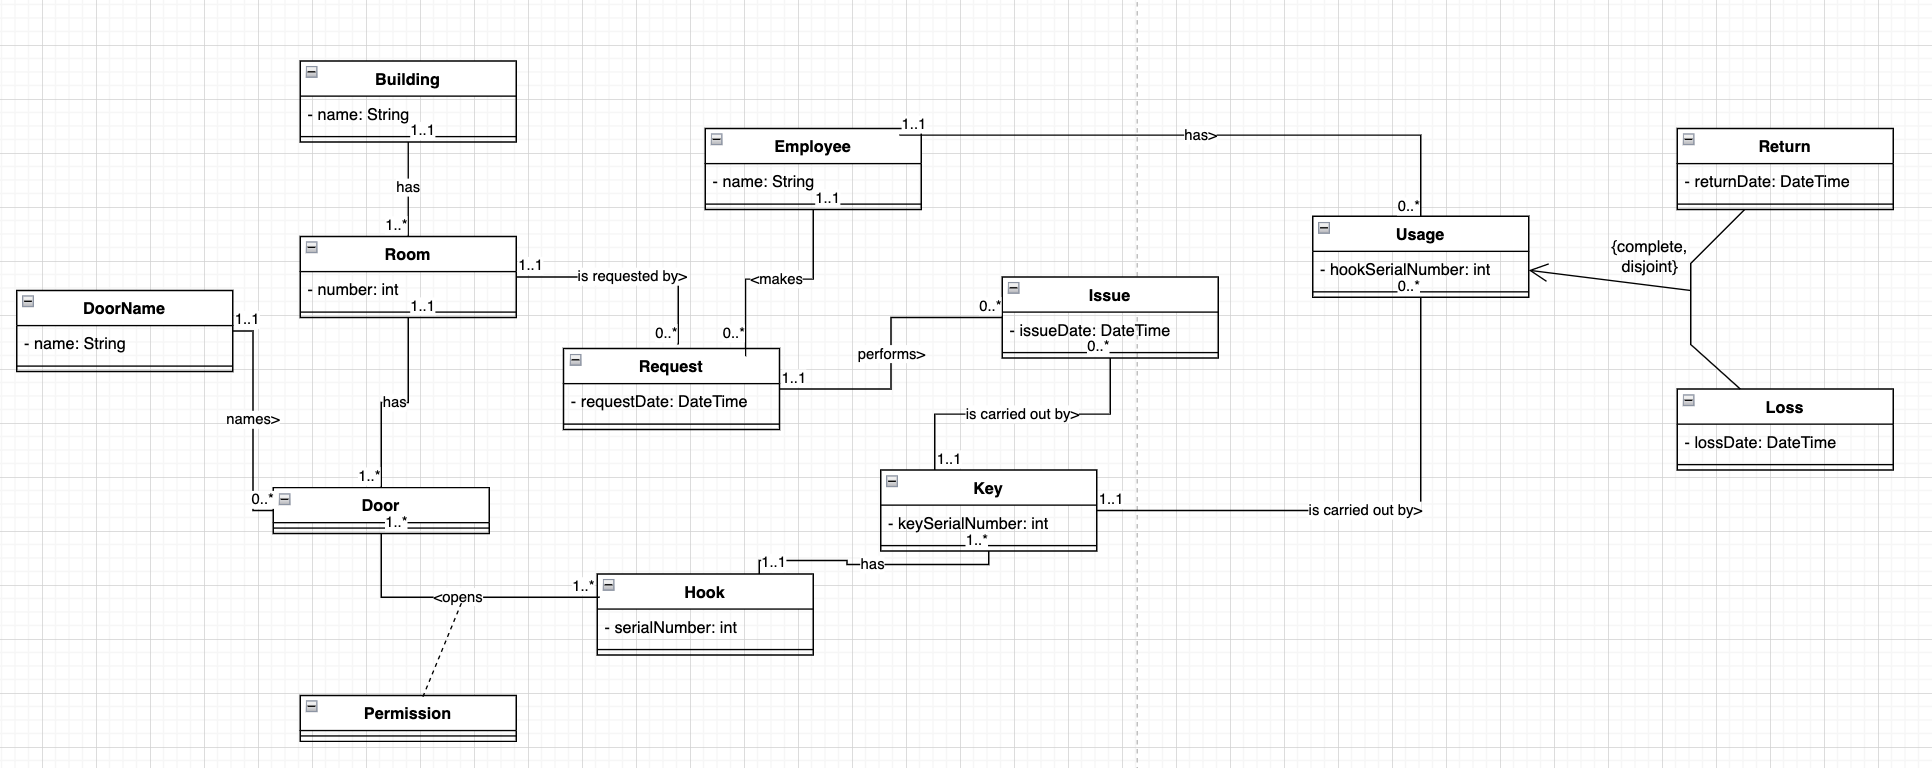 Building
- name: String
1..1
has
1..*
Room
- number: int
1..1
1..1
is requested by>
0..*
DoorName
- name: String
1..1
names>
0..*
has
1..*
Door
1..*
<opens
1..*
Permission
Employee
- name: String
1..1
1..1
has>
0..*
<makes
0..*
Request
- requestDate: DateTime
1..1
performs>
0..*
Issue
- issueDate: DateTime
0..*
is carried out by>
1..1
Key
- keySerialNumber: int
1..*
1..1
is carried out by>
has
1..1
Hook
- serialNumber: int
Usage
- hookSerialNumber: int
0..*
{complete,
disjoint}
Return
- returnDate: DateTime
Loss
- lossDate: DateTime